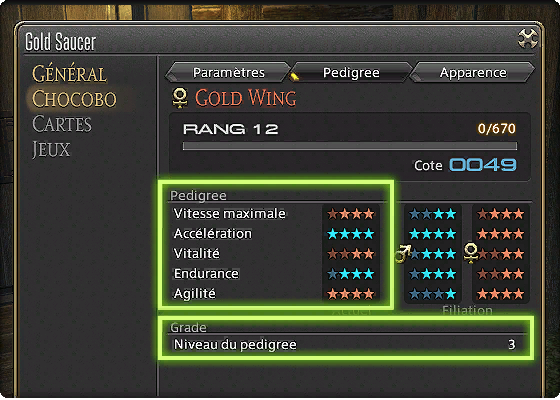 Gold Saucer
GÉNÉRAL
CHOCOBO
CARTES
JEUX
Paramètres Pedigree Apparence
GOLD WING
RANG 12 0/670
Cote 0049
Pedigree
Vitesse maximale
Accélération
Vitalité
Endurance
Agilité
Filiation
Grade
Niveau du pedigree 3